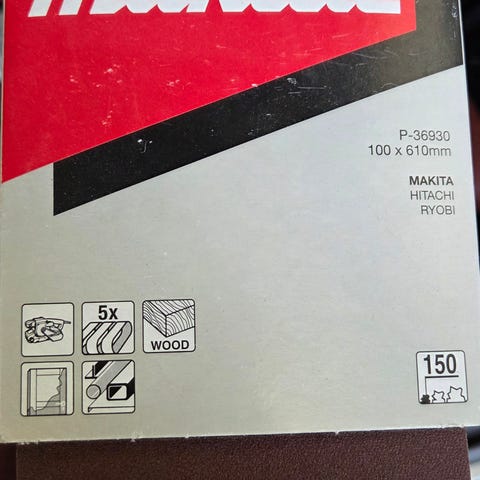 P-36930
100 x 610mm
MAKITA
HITACHI
RYOBI
5x
WOOD
150